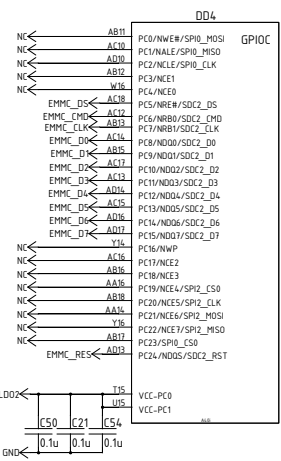 DD4
NC AB11 PC0/NWE#/SPI0_MOSI GPIOC
NC AC10 PC1/NALE/SPI0_MISO
NC AD10 PC2/NCLE/SPI0_CLK
NC AB12 PC3/NCE1
NC W16 PC4/NCE0
EMMC_DS AC18 PC5/NRE#/SDC2_DS
EMMC_CMD AC12 PC6/NRB0/SDC2_CMD
EMMC_CLK AB13 PC7/NRB1/SDC2_CLK
EMMC_D0 AC14 PC8/NDQ0/SDC2_D0
EMMC_D1 AB15 PC9/NDQ1/SDC2_D1
EMMC_D2 AC17 PC10/NDQ2/SDC2_D2
EMMC_D3 AC13 PC11/NDQ3/SDC2_D3
EMMC_D4 AD14 PC12/NDQ4/SDC2_D4
EMMC_D5 AC15 PC13/NDQ5/SDC2_D5
EMMC_D6 AD16 PC14/NDQ6/SDC2_D6
EMMC_D7 AD17 PC15/NDQ7/SDC2_D7
NC Y14 PC16/NWP
NC AC16 PC17/NCE2
NC AB16 PC18/NCE3
NC AA16 PC19/NCE4/SPI2_CS0
NC AB18 PC20/NCE5/SPI2_CLK
NC AA14 PC21/NCE6/SPI2_MOSI
NC Y16 PC22/NCE7/SPI2_MISO
NC AB17 PC23/SPI0_CS0
EMMC_RES AD13 PC24/NDQS/SDC2_RST
LDO2 T15 VCC-PC0
U15 VCC-PC1
C50 C21 C54
0.1u 0.1u 0.1u
GND